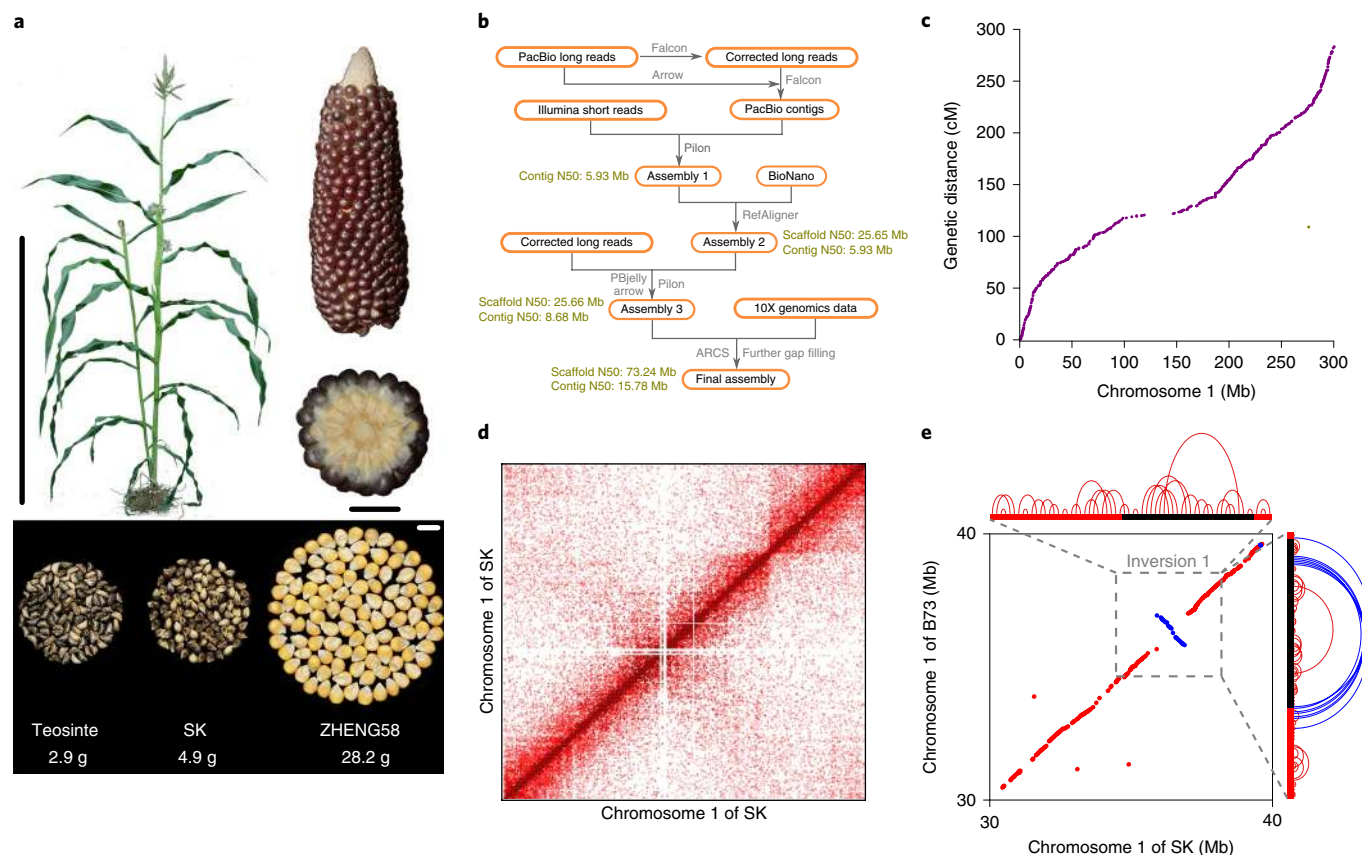 a
Teosinte
2.9 g
SK
4.9 g
ZHENG58
28.2 g
b
PacBio long reads
Falcon
Corrected long reads
Arrow
Falcon
Illumina short reads
PacBio contigs
Pilon
Contig N50: 5.93 Mb
Assembly 1
BioNano
RefAligner
Corrected long reads
Assembly 2
Scaffold N50: 25.65 Mb
Contig N50: 5.93 Mb
PBjelly
arrow
Pilon
Scaffold N50: 25.66 Mb
Contig N50: 8.68 Mb
Assembly 3
10X genomics data
ARCS
Further gap filling
Scaffold N50: 73.24 Mb
Contig N50: 15.78 Mb
Final assembly
c
Genetic distance (cM)
300
250
200
150
100
50
0
0
50
100
150
200
250
300
Chromosome 1 (Mb)
d
Chromosome 1 of SK
Chromosome 1 of SK
e
Chromosome 1 of B73 (Mb)
40
Inversion 1
30
30
40
Chromosome 1 of SK (Mb)